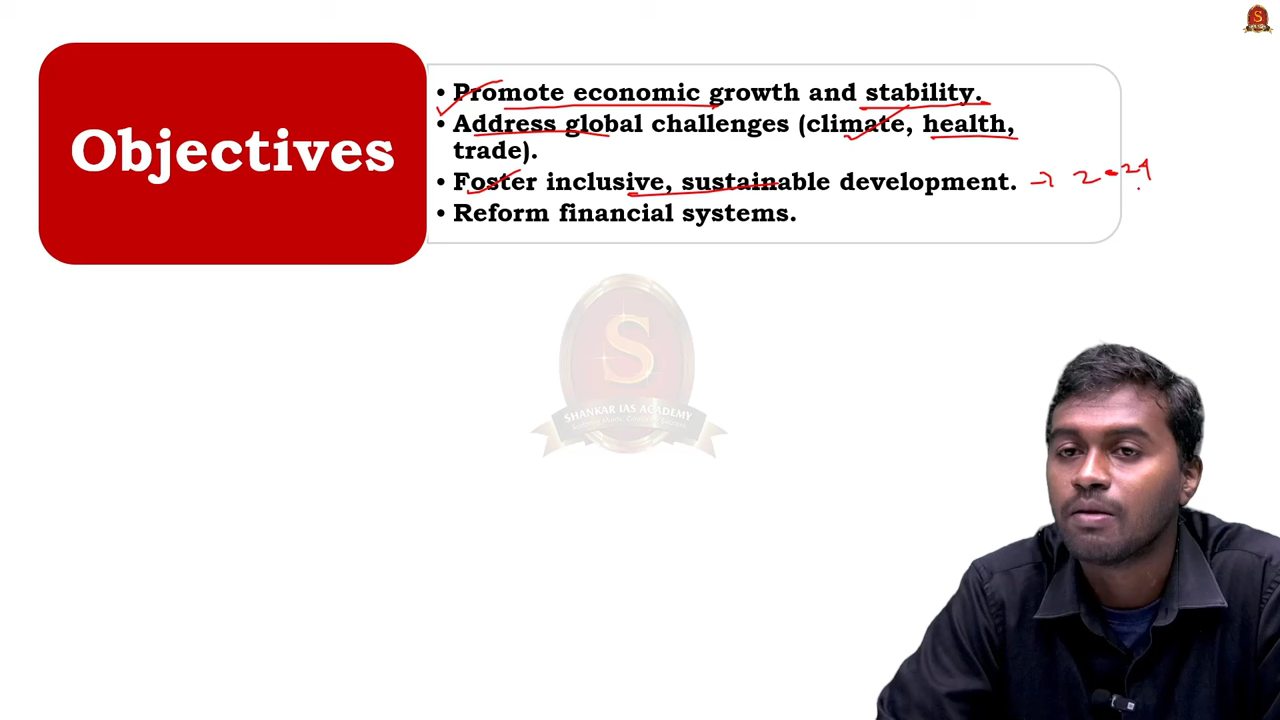 Objectives
• Promote economic growth and stability.
• Address global challenges (climate, health,
trade).
• Foster inclusive, sustainable development. → 2024
• Reform financial systems.
S
SHANKAR IAS ACADEMY
S